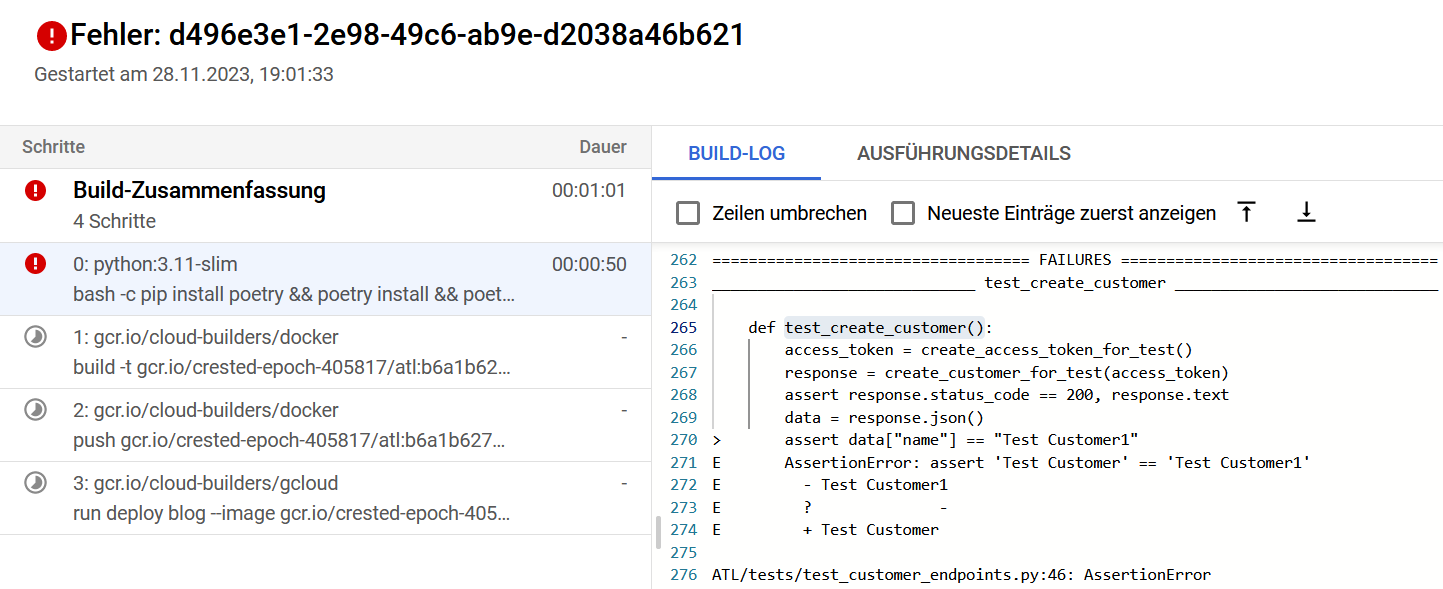 Fehler: d496e3e1-2e98-49c6-ab9e-d2038a46b621
Gestartet am 28.11.2023, 19:01:33
Schritte Dauer
Build-Zusammenfassung 00:01:01
4 Schritte
0: python:3.11-slim 00:00:50
bash -c pip install poetry && poetry install && poet...
1: gcr.io/cloud-builders/docker -
build -t gcr.io/crested-epoch-405817/atl:b6a1b62...
2: gcr.io/cloud-builders/docker -
push gcr.io/crested-epoch-405817/atl:b6a1b627...
3: gcr.io/cloud-builders/gcloud -
run deploy blog --image gcr.io/crested-epoch-405...
BUILD-LOG AUSFÜHRUNGSDETAILS
Zeilen umbrechen Neueste Einträge zuerst anzeigen
262 =================================== FAILURES ===================================
263 _____________________________ test_create_customer _____________________________
264
265 def test_create_customer():
266 access_token = create_access_token_for_test()
267 response = create_customer_for_test(access_token)
268 assert response.status_code == 200, response.text
269 data = response.json()
270 > assert data["name"] == "Test Customer1"
271 E AssertionError: assert 'Test Customer' == 'Test Customer1'
272 E - Test Customer1
273 E ? -
274 E + Test Customer
275
276 ATL/tests/test_customer_endpoints.py:46: AssertionError